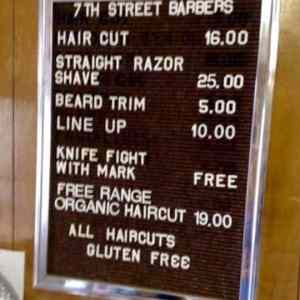 7TH STREET BARBERS
HAIR CUT 16.00
STRAIGHT RAZOR
SHAVE 25.00
BEARD TRIM 5.00
LINE UP 10.00
KNIFE FIGHT
WITH MARK FREE
FREE RANGE
ORGANIC HAIRCUT 19.00
ALL HAIRCUTS
GLUTEN FREE